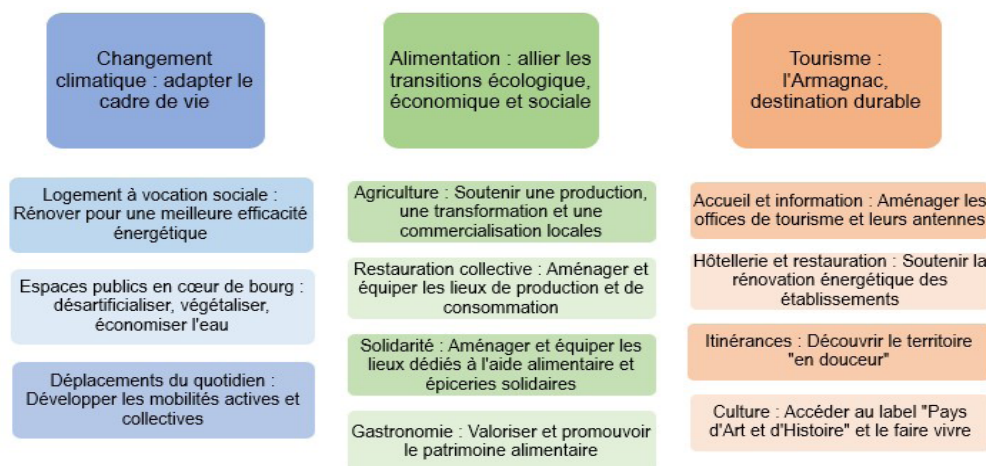 Changement
climatique : adapter le
cadre de vie
Logement à vocation sociale :
Rénover pour une meilleure efficacité
énergétique
Espaces publics en cœur de bourg :
désartificialiser, végétaliser,
économiser l'eau
Déplacements du quotidien :
Développer les mobilités actives et
collectives
Alimentation : allier les
transitions écologique,
économique et sociale
Agriculture : Soutenir une production,
une transformation et une
commercialisation locales
Restauration collective : Aménager et
équiper les lieux de production et de
consommation
Solidarité : Aménager et équiper les
lieux dédiés à l'aide alimentaire et
épiceries solidaires
Gastronomie : Valoriser et promouvoir
le patrimoine alimentaire
Tourisme :
l'Armagnac,
destination durable
Accueil et information : Aménager les
offices de tourisme et leurs antennes
Hôtellerie et restauration : Soutenir la
rénovation énergétique des
établissements
Itinérances : Découvrir le territoire
"en douceur"
Culture : Accéder au label "Pays
d'Art et d'Histoire" et le faire vivre